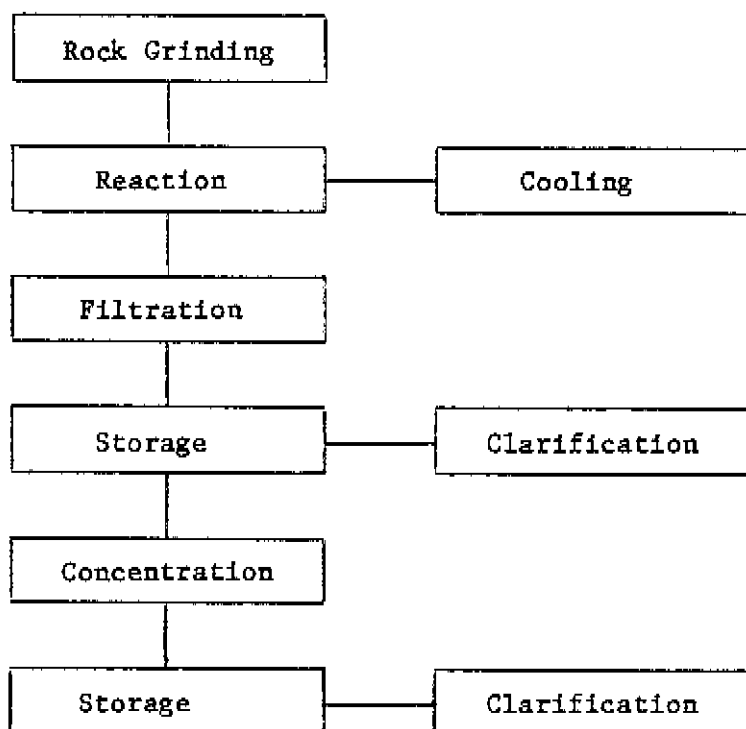 Rock Grinding
Reaction
Cooling
Filtration
Storage
Clarification
Concentration
Storage
Clarification